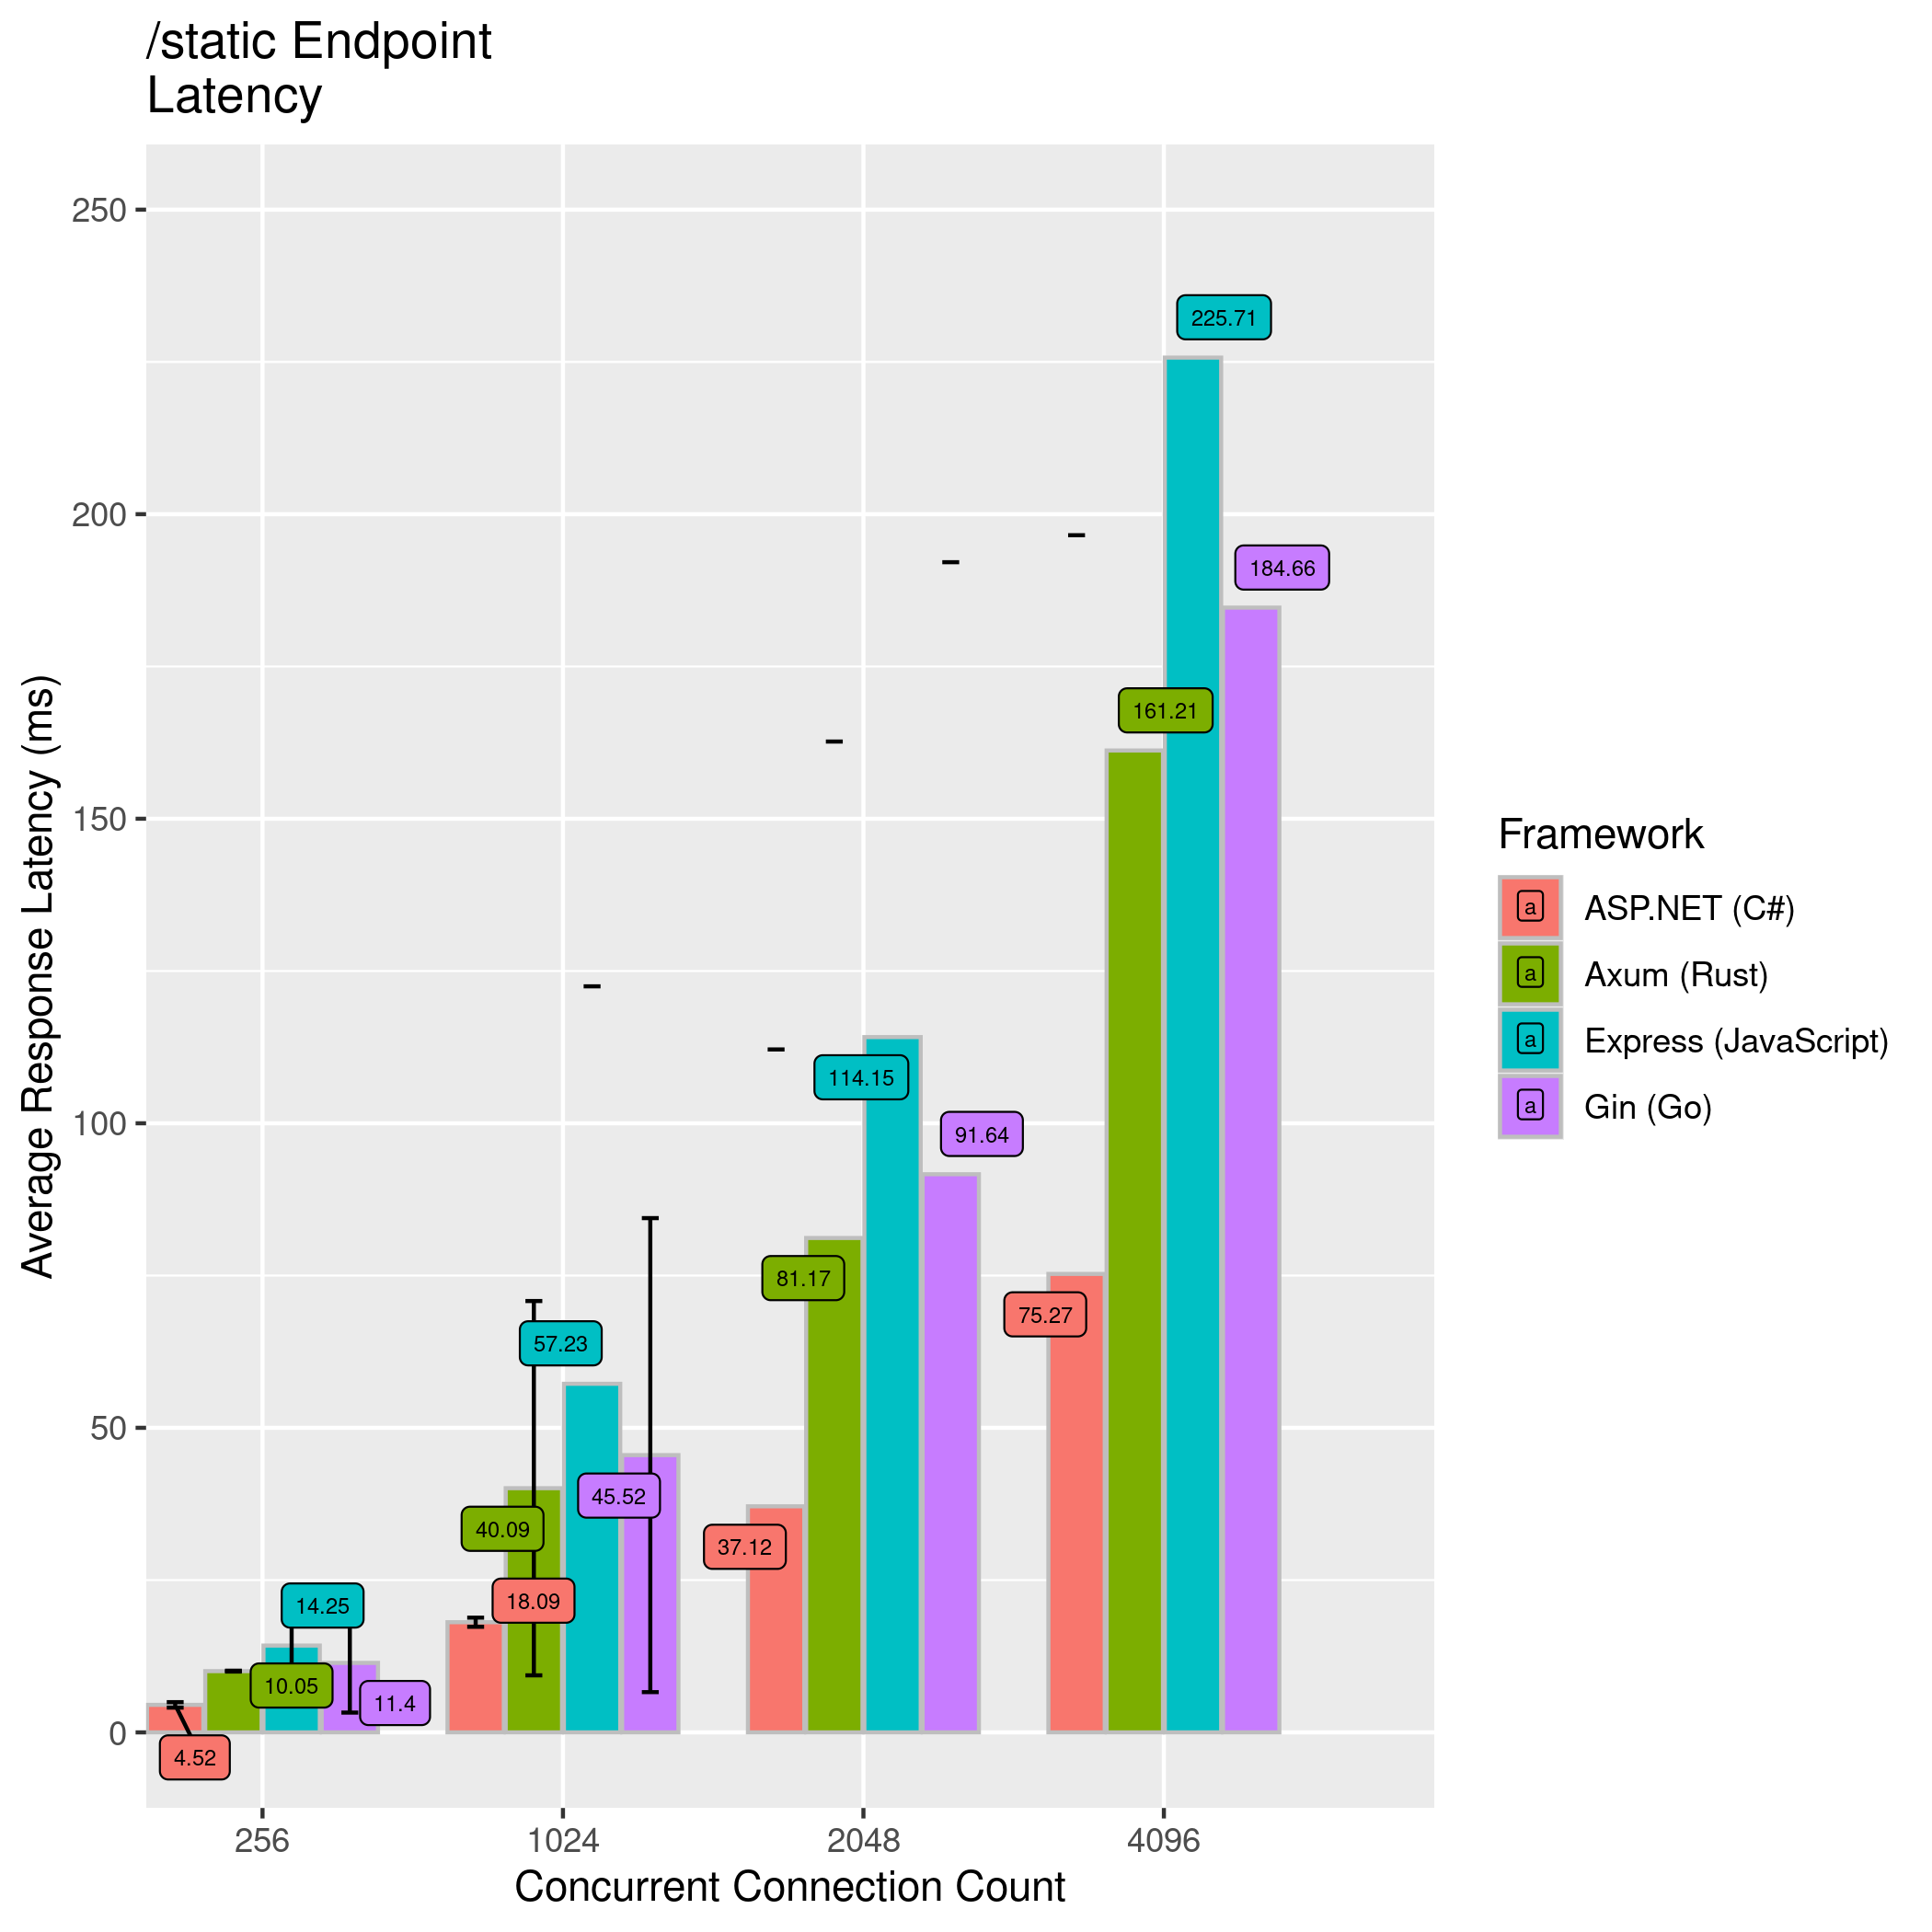 /static Endpoint
Latency
Average Response Latency (ms)
250
200
150
100
50
0
225.71
184.66
161.21
114.15
91.64
81.17
75.27
57.23
45.52
40.09
37.12
18.09
14.25
10.05
11.4
4.52
256 1024 2048 4096
Concurrent Connection Count
Framework
a ASP.NET (C#)
a Axum (Rust)
a Express (JavaScript)
a Gin (Go)